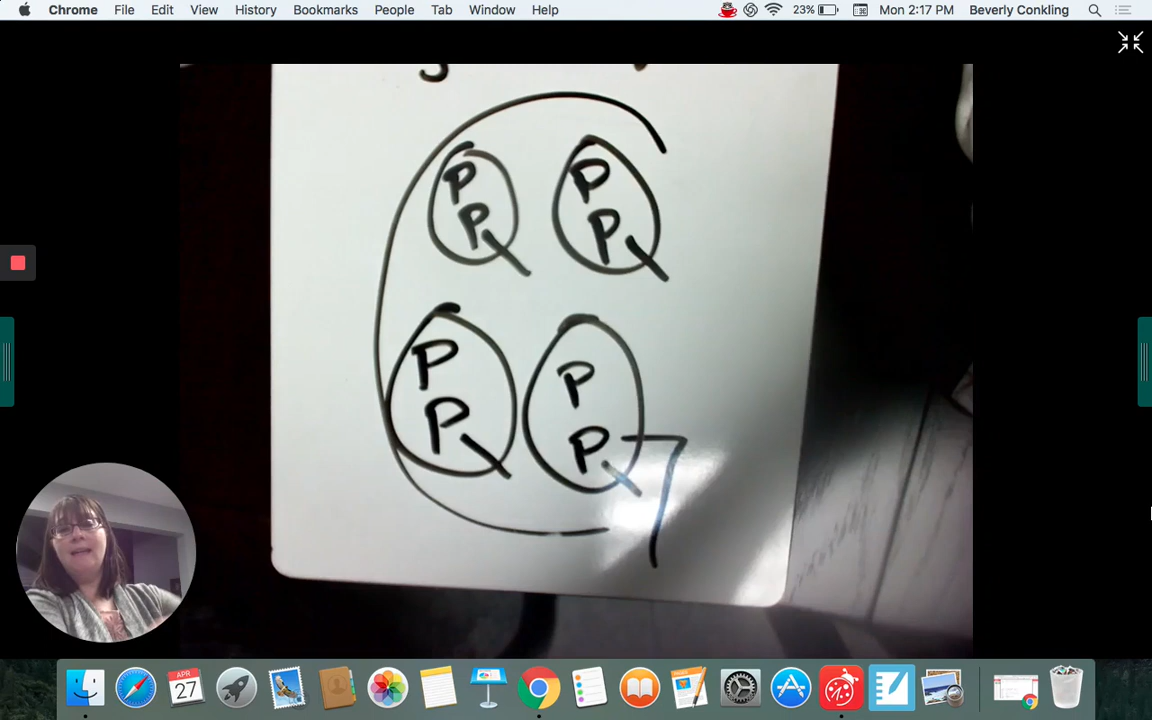 Chrome File Edit View History Bookmarks People Tab Window Help 23% Mon 2:17 PM Beverly Conkling
P P
P P
P P
P P
APR
27